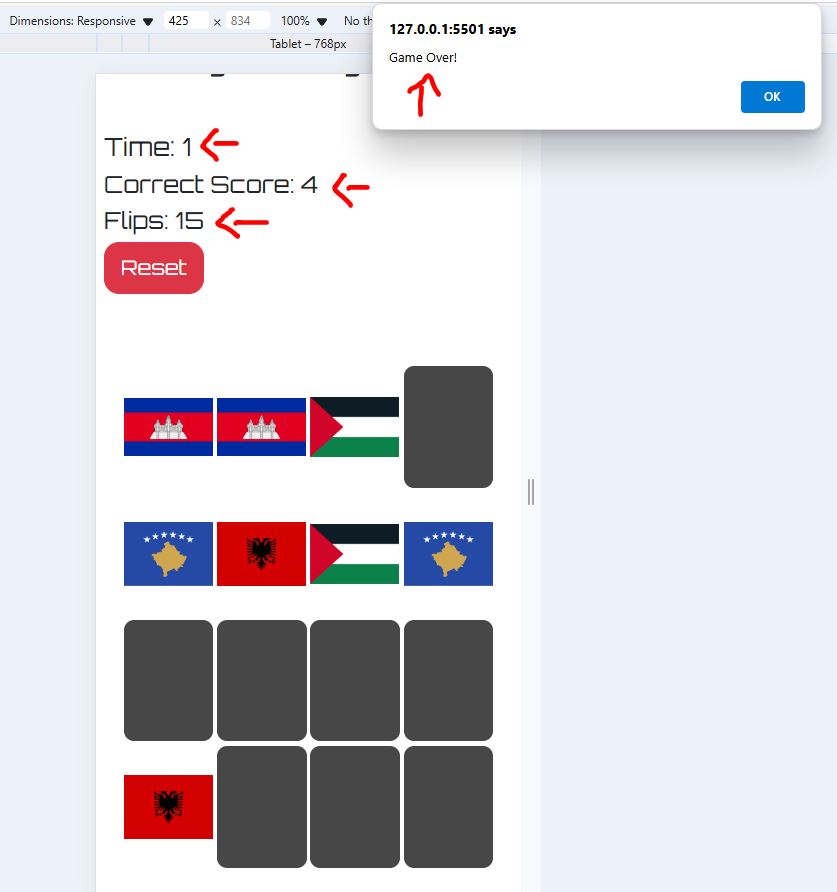 Dimensions: Responsive ▼ 425 × 834 100% ▼ No th
Tablet – 768px
127.0.0.1:5501 says
Game Over!
OK
Time: 1
Correct Score: 4
Flips: 15
Reset